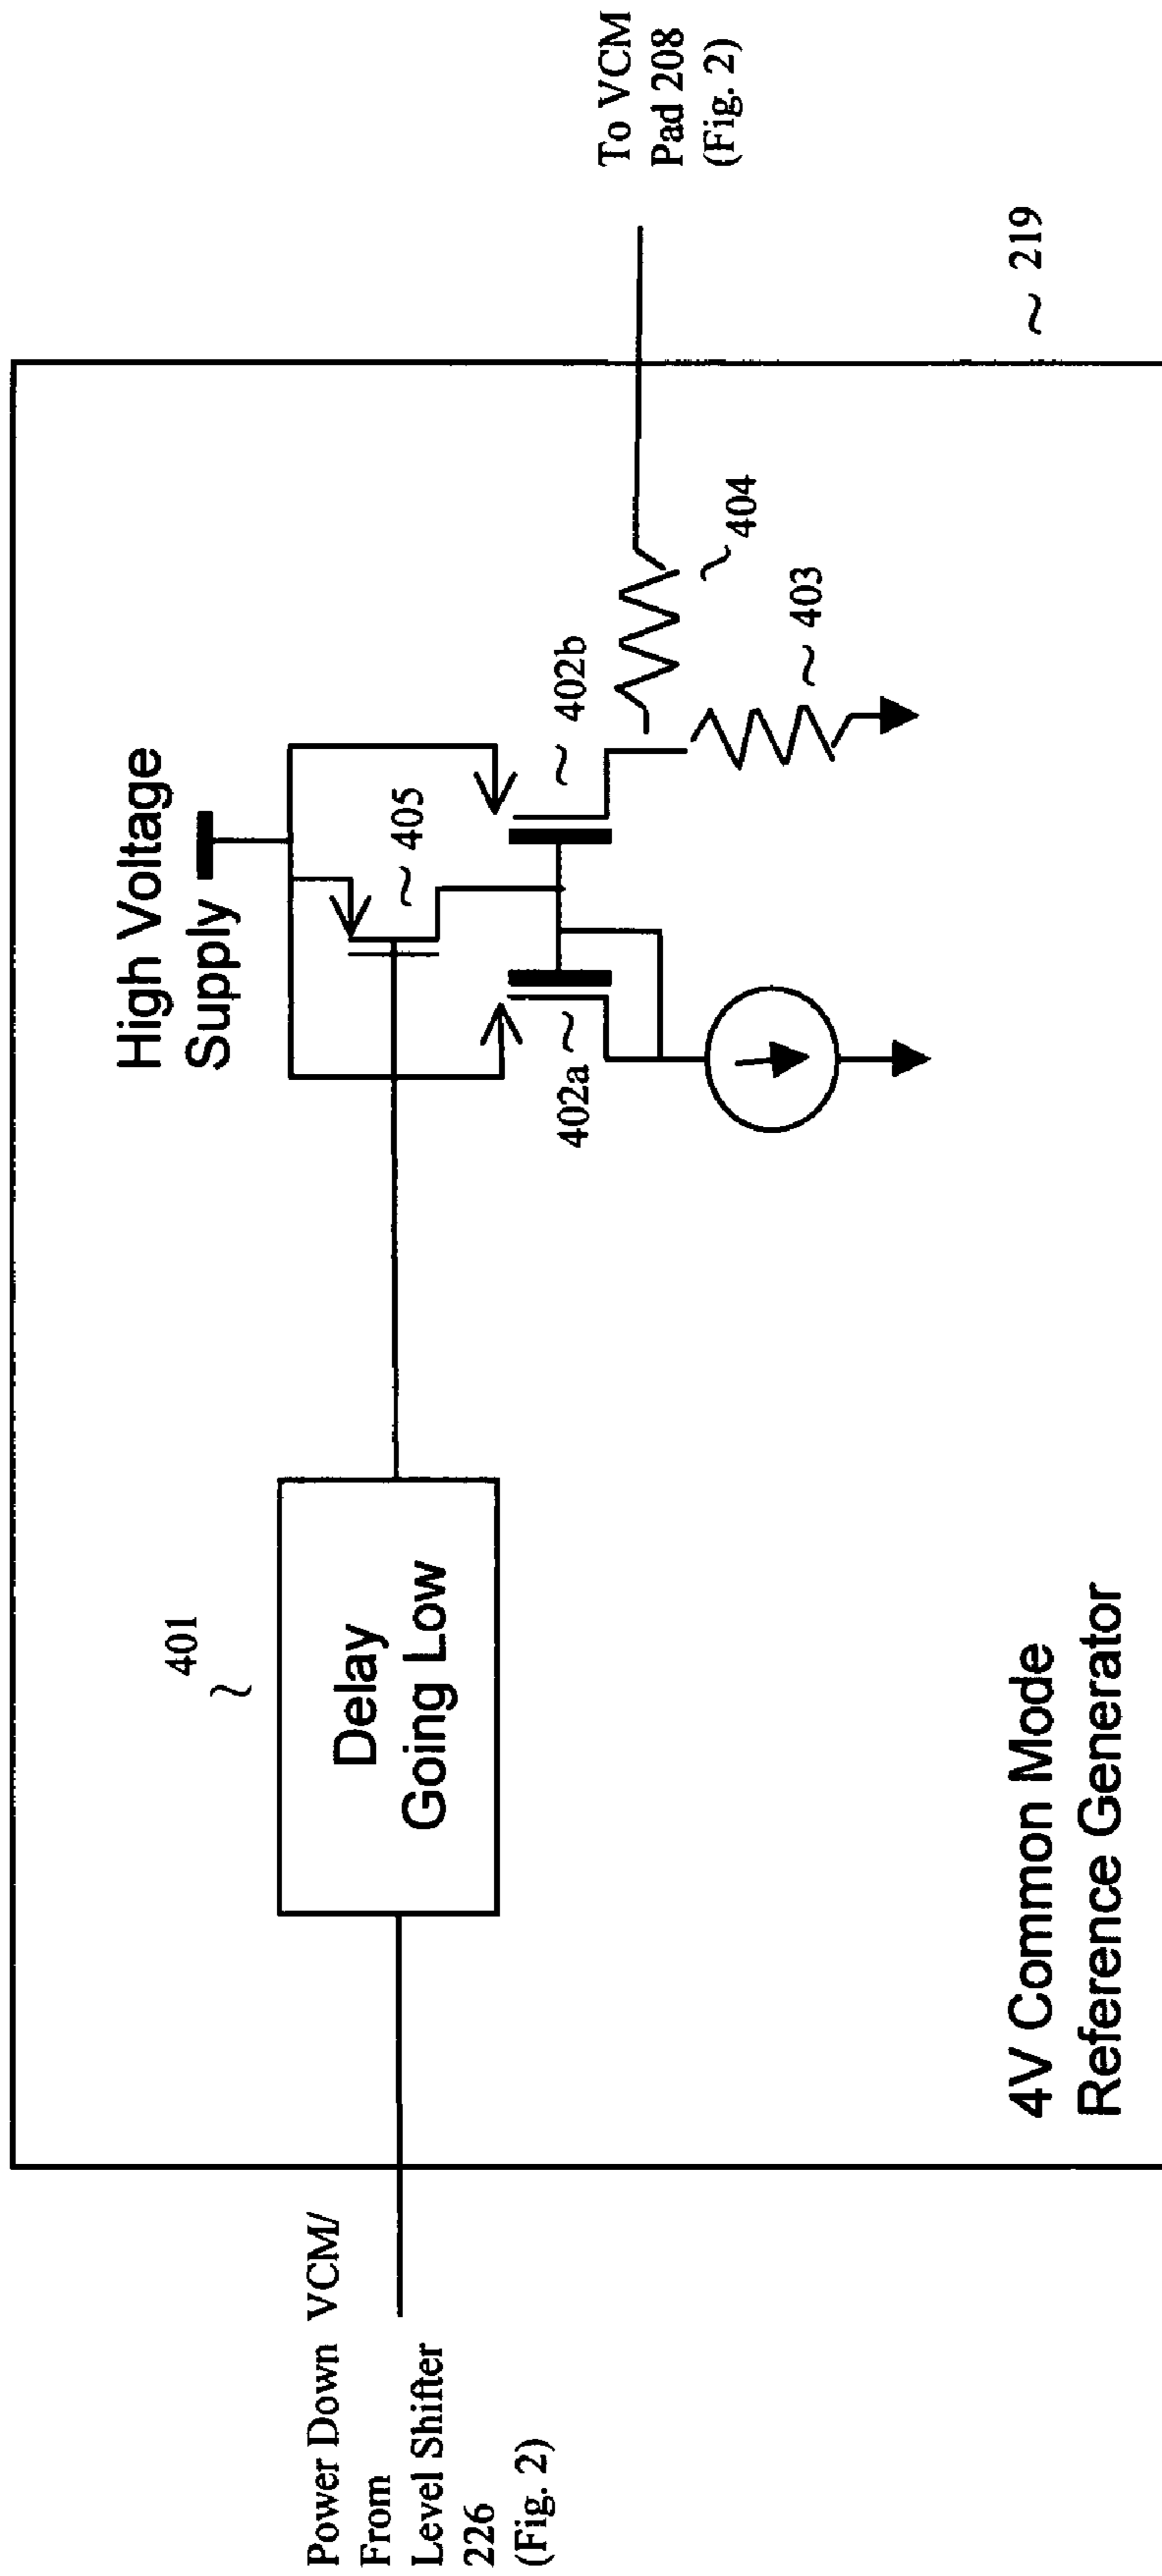 Power Down VCM/
From
Level Shifter
226
(Fig. 2)
401
Delay
Going Low
High Voltage
Supply
405
402a
402b
404
403
To VCM
Pad 208
(Fig. 2)
219
4V Common Mode
Reference Generator